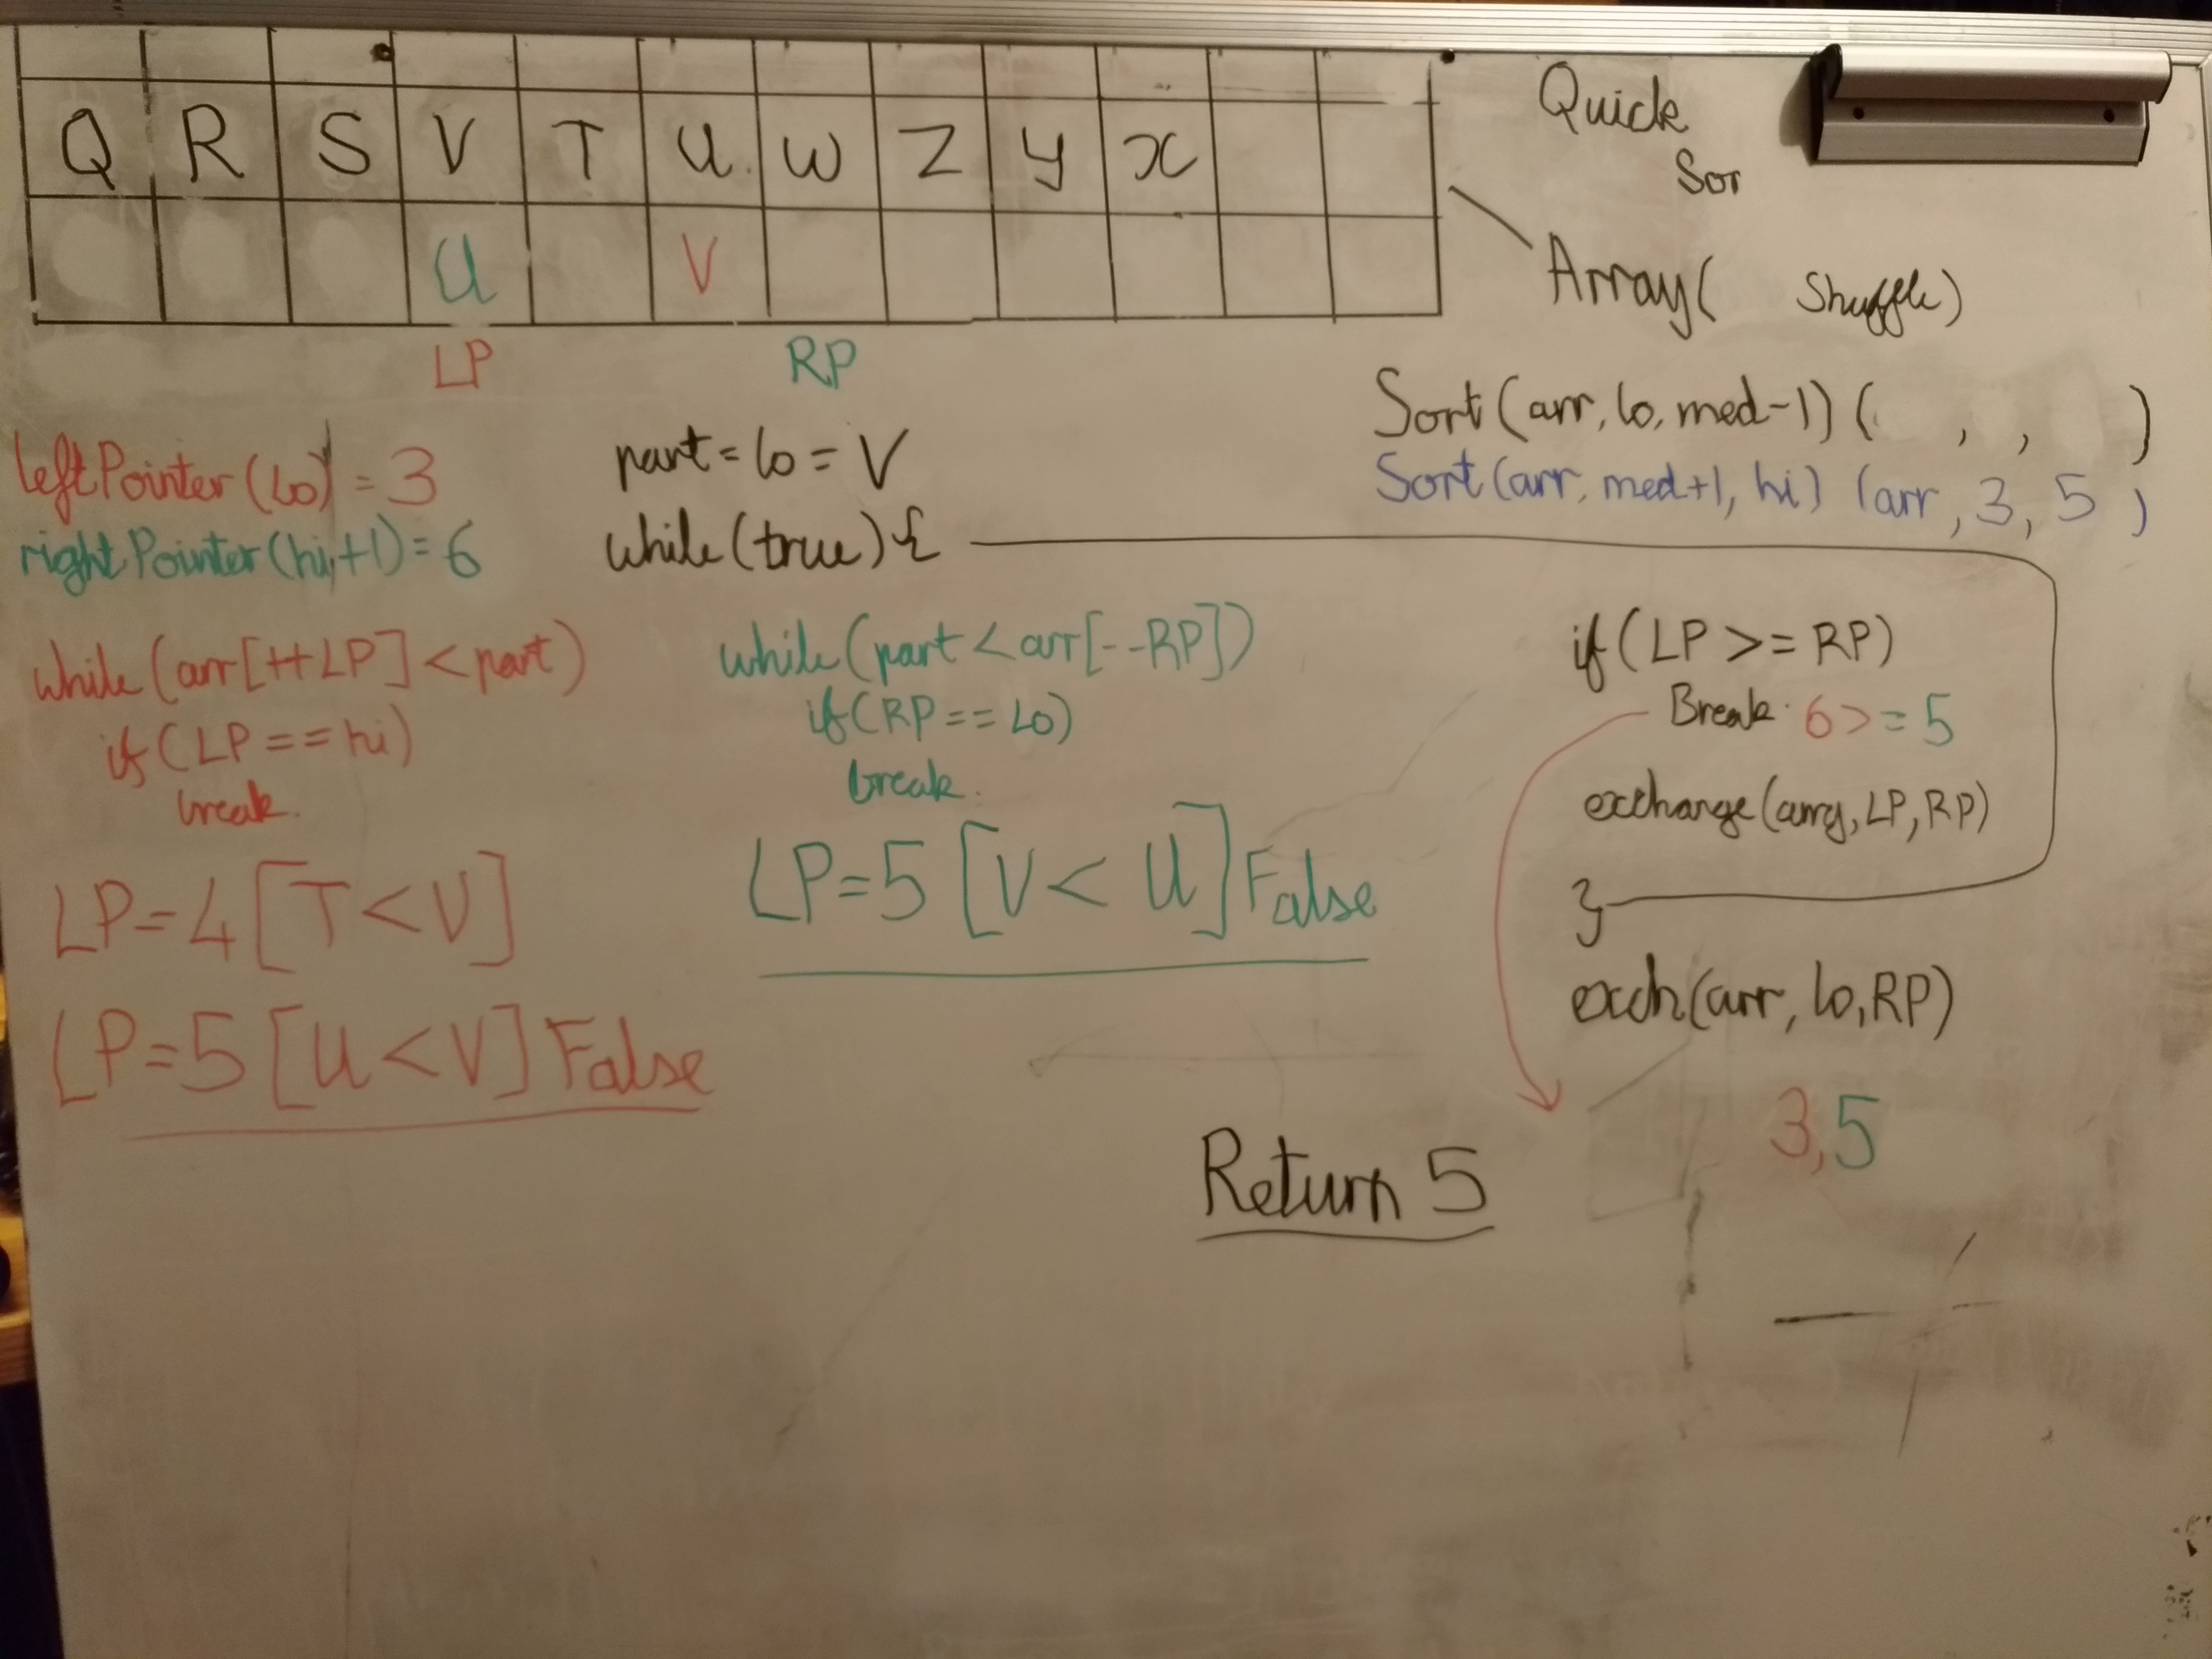 Q R S V T U W Z y x
U V
LP RP
Quick
Sor
Array( Shuffle)
Sort(arr, lo, med-1) ( , , )
Sort(arr, med+1, hi) (arr, 3, 5 )
leftPointer(Lo) = 3
rightPointer(hi+1)= 6
part = lo = V
while(true){
while(arr[++LP] < part)
if(LP == hi)
break.
LP=4 [T<V]
LP=5 [U<V] False
while(part < arr[--RP])
if(RP == Lo)
break.
LP=5 [V< U] False
if(LP >= RP)
Break. 6>=5
exchange(arry, LP, RP)
}
exch(arr, lo, RP)
3,5
Return 5